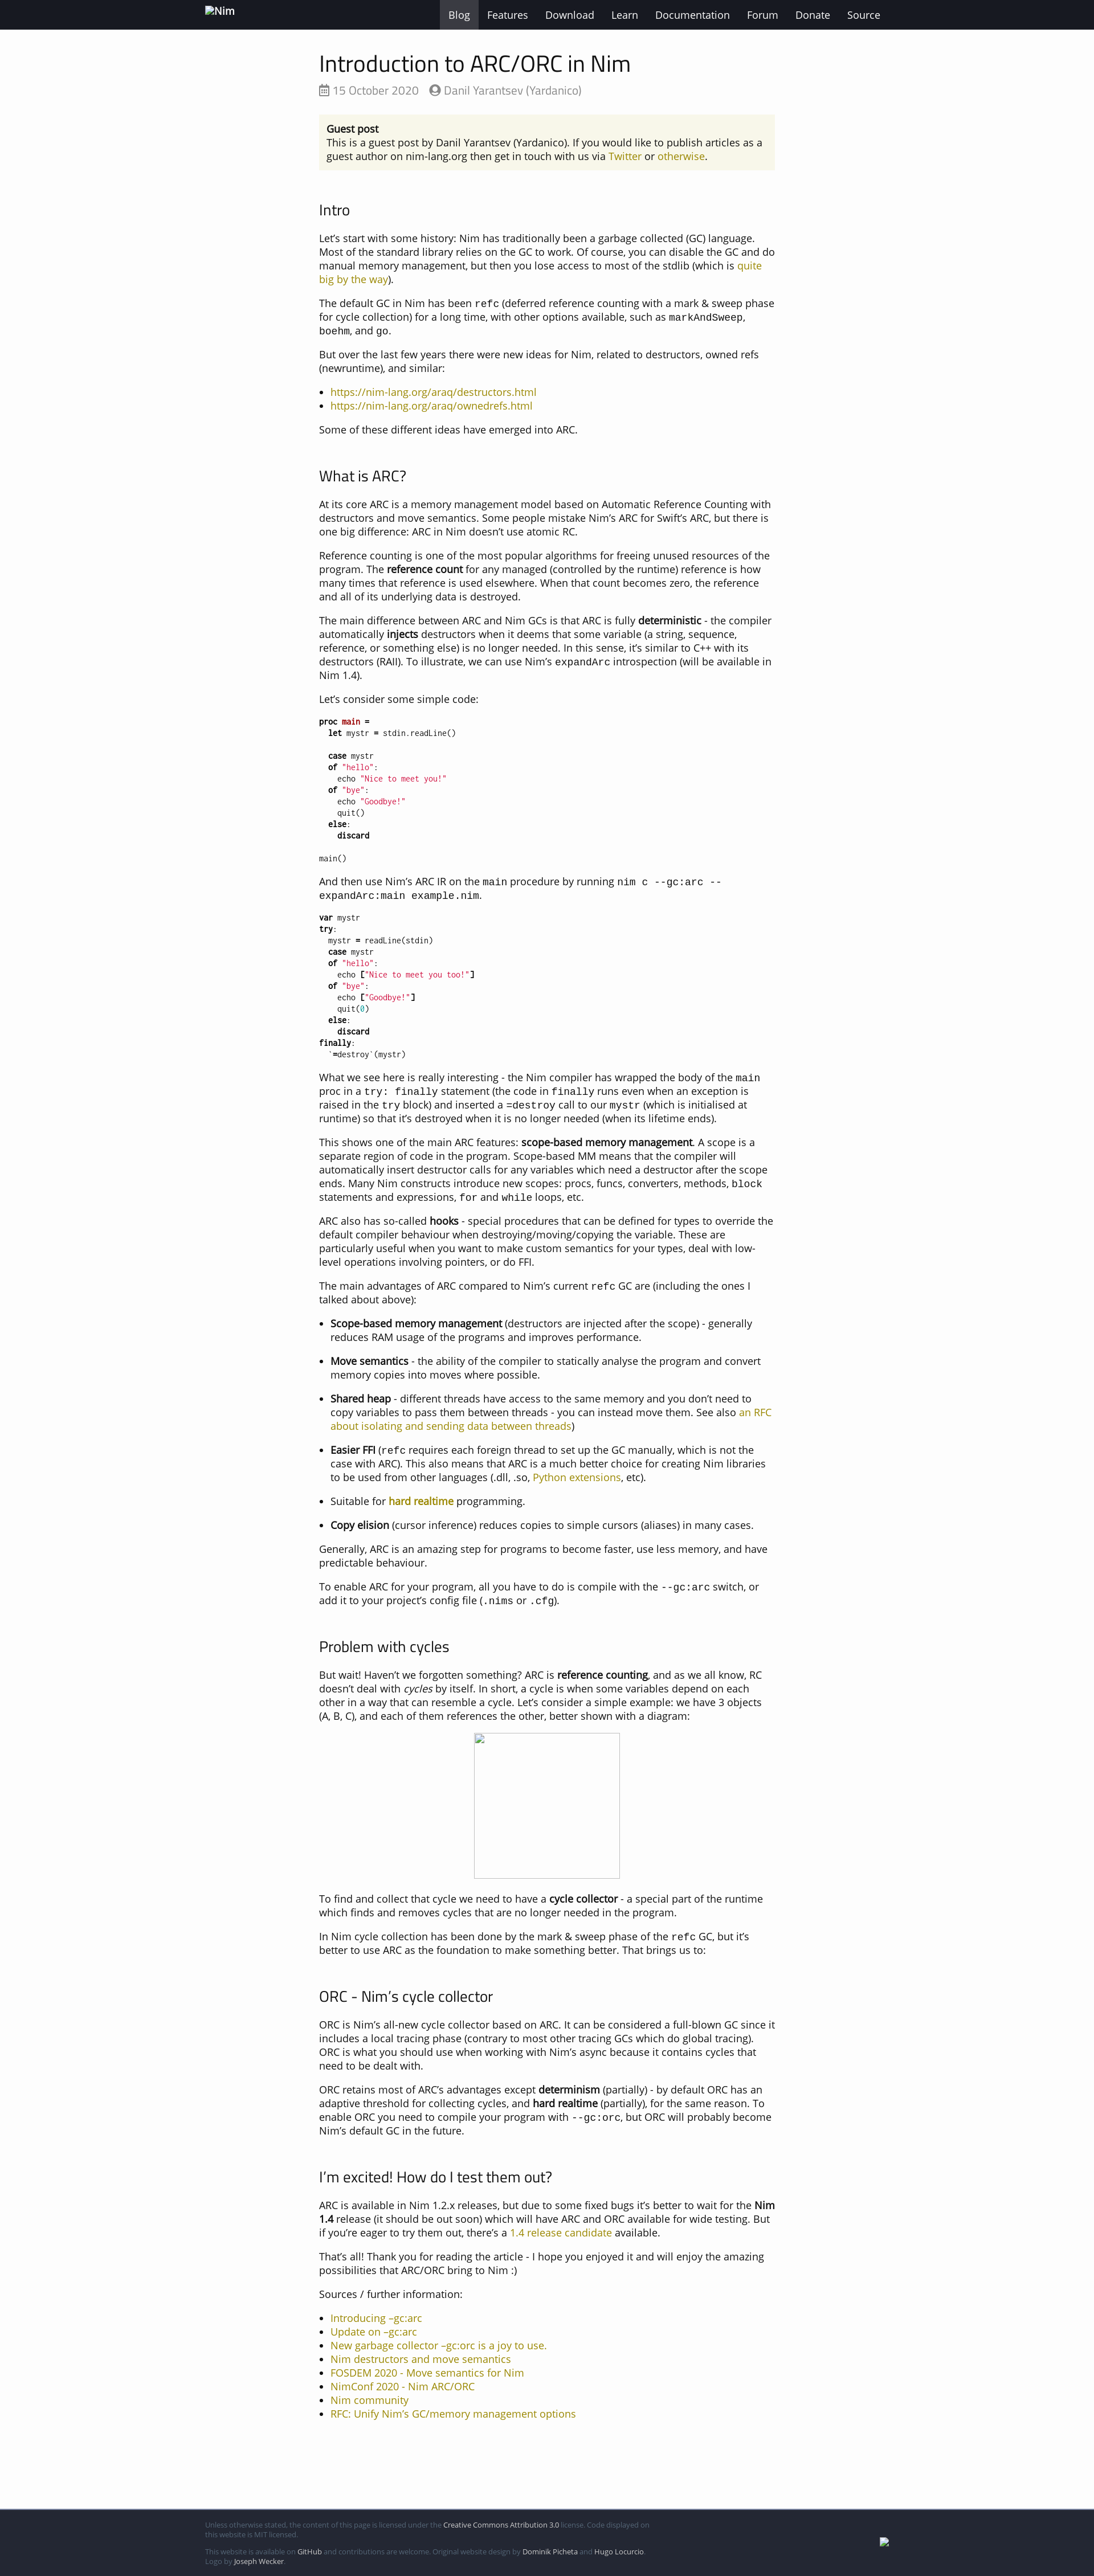 Nim
Blog Features Download Learn Documentation Forum Donate Source
Introduction to ARC/ORC in Nim
15 October 2020 Danil Yarantsev (Yardanico)
Guest post
This is a guest post by Danil Yarantsev (Yardanico). If you would like to publish articles as a
guest author on nim-lang.org then get in touch with us via Twitter or otherwise.
Intro
Let’s start with some history: Nim has traditionally been a garbage collected (GC) language.
Most of the standard library relies on the GC to work. Of course, you can disable the GC and do
manual memory management, but then you lose access to most of the stdlib (which is quite
big by the way).
The default GC in Nim has been refc (deferred reference counting with a mark & sweep phase
for cycle collection) for a long time, with other options available, such as markAndSweep,
boehm, and go.
But over the last few years there were new ideas for Nim, related to destructors, owned refs
(newruntime), and similar:
• https://nim-lang.org/araq/destructors.html
• https://nim-lang.org/araq/ownedrefs.html
Some of these different ideas have emerged into ARC.
What is ARC?
At its core ARC is a memory management model based on Automatic Reference Counting with
destructors and move semantics. Some people mistake Nim’s ARC for Swift’s ARC, but there is
one big difference: ARC in Nim doesn’t use atomic RC.
Reference counting is one of the most popular algorithms for freeing unused resources of the
program. The reference count for any managed (controlled by the runtime) reference is how
many times that reference is used elsewhere. When that count becomes zero, the reference
and all of its underlying data is destroyed.
The main difference between ARC and Nim GCs is that ARC is fully deterministic - the compiler
automatically injects destructors when it deems that some variable (a string, sequence,
reference, or something else) is no longer needed. In this sense, it’s similar to C++ with its
destructors (RAII). To illustrate, we can use Nim’s expandArc introspection (will be available in
Nim 1.4).
Let’s consider some simple code:
proc main =
  let mystr = stdin.readLine()
  case mystr
  of "hello":
    echo "Nice to meet you!"
  of "bye":
    echo "Goodbye!"
    quit()
  else:
    discard
main()
And then use Nim’s ARC IR on the main procedure by running nim c --gc:arc --
expandArc:main example.nim.
var mystr
try:
  mystr = readLine(stdin)
  case mystr
  of "hello":
    echo ["Nice to meet you too!"]
  of "bye":
    echo ["Goodbye!"]
    quit(0)
  else:
    discard
finally:
  `=destroy`(mystr)
What we see here is really interesting - the Nim compiler has wrapped the body of the main
proc in a try: finally statement (the code in finally runs even when an exception is
raised in the try block) and inserted a =destroy call to our mystr (which is initialised at
runtime) so that it’s destroyed when it is no longer needed (when its lifetime ends).
This shows one of the main ARC features: scope-based memory management. A scope is a
separate region of code in the program. Scope-based MM means that the compiler will
automatically insert destructor calls for any variables which need a destructor after the scope
ends. Many Nim constructs introduce new scopes: procs, funcs, converters, methods, block
statements and expressions, for and while loops, etc.
ARC also has so-called hooks - special procedures that can be defined for types to override the
default compiler behaviour when destroying/moving/copying the variable. These are
particularly useful when you want to make custom semantics for your types, deal with low-
level operations involving pointers, or do FFI.
The main advantages of ARC compared to Nim’s current refc GC are (including the ones I
talked about above):
• Scope-based memory management (destructors are injected after the scope) - generally
reduces RAM usage of the programs and improves performance.
• Move semantics - the ability of the compiler to statically analyse the program and convert
memory copies into moves where possible.
• Shared heap - different threads have access to the same memory and you don’t need to
copy variables to pass them between threads - you can instead move them. See also an RFC
about isolating and sending data between threads)
• Easier FFI (refc requires each foreign thread to set up the GC manually, which is not the
case with ARC). This also means that ARC is a much better choice for creating Nim libraries
to be used from other languages (.dll, .so, Python extensions, etc).
• Suitable for hard realtime programming.
• Copy elision (cursor inference) reduces copies to simple cursors (aliases) in many cases.
Generally, ARC is an amazing step for programs to become faster, use less memory, and have
predictable behaviour.
To enable ARC for your program, all you have to do is compile with the --gc:arc switch, or
add it to your project’s config file (.nims or .cfg).
Problem with cycles
But wait! Haven’t we forgotten something? ARC is reference counting, and as we all know, RC
doesn’t deal with cycles by itself. In short, a cycle is when some variables depend on each
other in a way that can resemble a cycle. Let’s consider a simple example: we have 3 objects
(A, B, C), and each of them references the other, better shown with a diagram:
To find and collect that cycle we need to have a cycle collector - a special part of the runtime
which finds and removes cycles that are no longer needed in the program.
In Nim cycle collection has been done by the mark & sweep phase of the refc GC, but it’s
better to use ARC as the foundation to make something better. That brings us to:
ORC - Nim’s cycle collector
ORC is Nim’s all-new cycle collector based on ARC. It can be considered a full-blown GC since it
includes a local tracing phase (contrary to most other tracing GCs which do global tracing).
ORC is what you should use when working with Nim’s async because it contains cycles that
need to be dealt with.
ORC retains most of ARC’s advantages except determinism (partially) - by default ORC has an
adaptive threshold for collecting cycles, and hard realtime (partially), for the same reason. To
enable ORC you need to compile your program with --gc:orc, but ORC will probably become
Nim’s default GC in the future.
I’m excited! How do I test them out?
ARC is available in Nim 1.2.x releases, but due to some fixed bugs it’s better to wait for the Nim
1.4 release (it should be out soon) which will have ARC and ORC available for wide testing. But
if you’re eager to try them out, there’s a 1.4 release candidate available.
That’s all! Thank you for reading the article - I hope you enjoyed it and will enjoy the amazing
possibilities that ARC/ORC bring to Nim :)
Sources / further information:
• Introducing –gc:arc
• Update on –gc:arc
• New garbage collector –gc:orc is a joy to use.
• Nim destructors and move semantics
• FOSDEM 2020 - Move semantics for Nim
• NimConf 2020 - Nim ARC/ORC
• Nim community
• RFC: Unify Nim’s GC/memory management options
Unless otherwise stated, the content of this page is licensed under the Creative Commons Attribution 3.0 license. Code displayed on
this website is MIT licensed.
This website is available on GitHub and contributions are welcome. Original website design by Dominik Picheta and Hugo Locurcio.
Logo by Joseph Wecker.